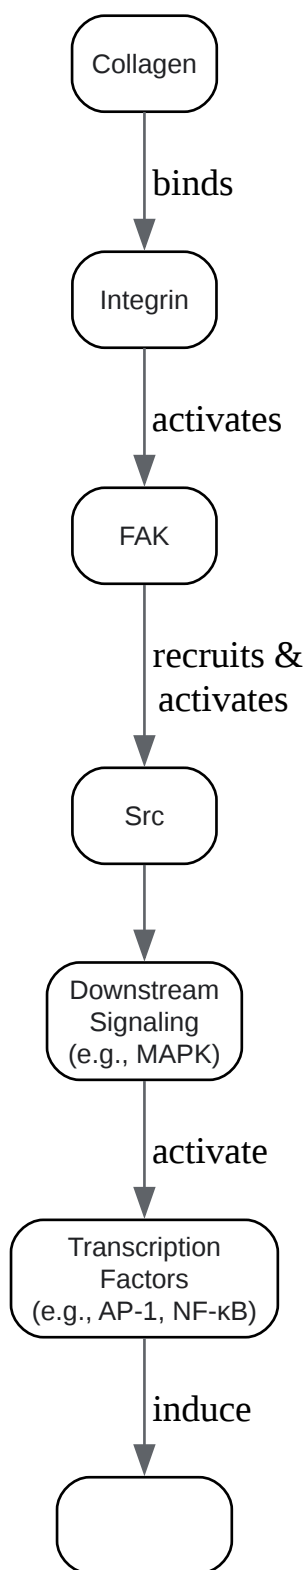 Collagen
binds
Integrin
activates
FAK
recruits &
activates
Src
Downstream
Signaling
(e.g., MAPK)
activate
Transcription
Factors
(e.g., AP-1, NF-κB)
induce